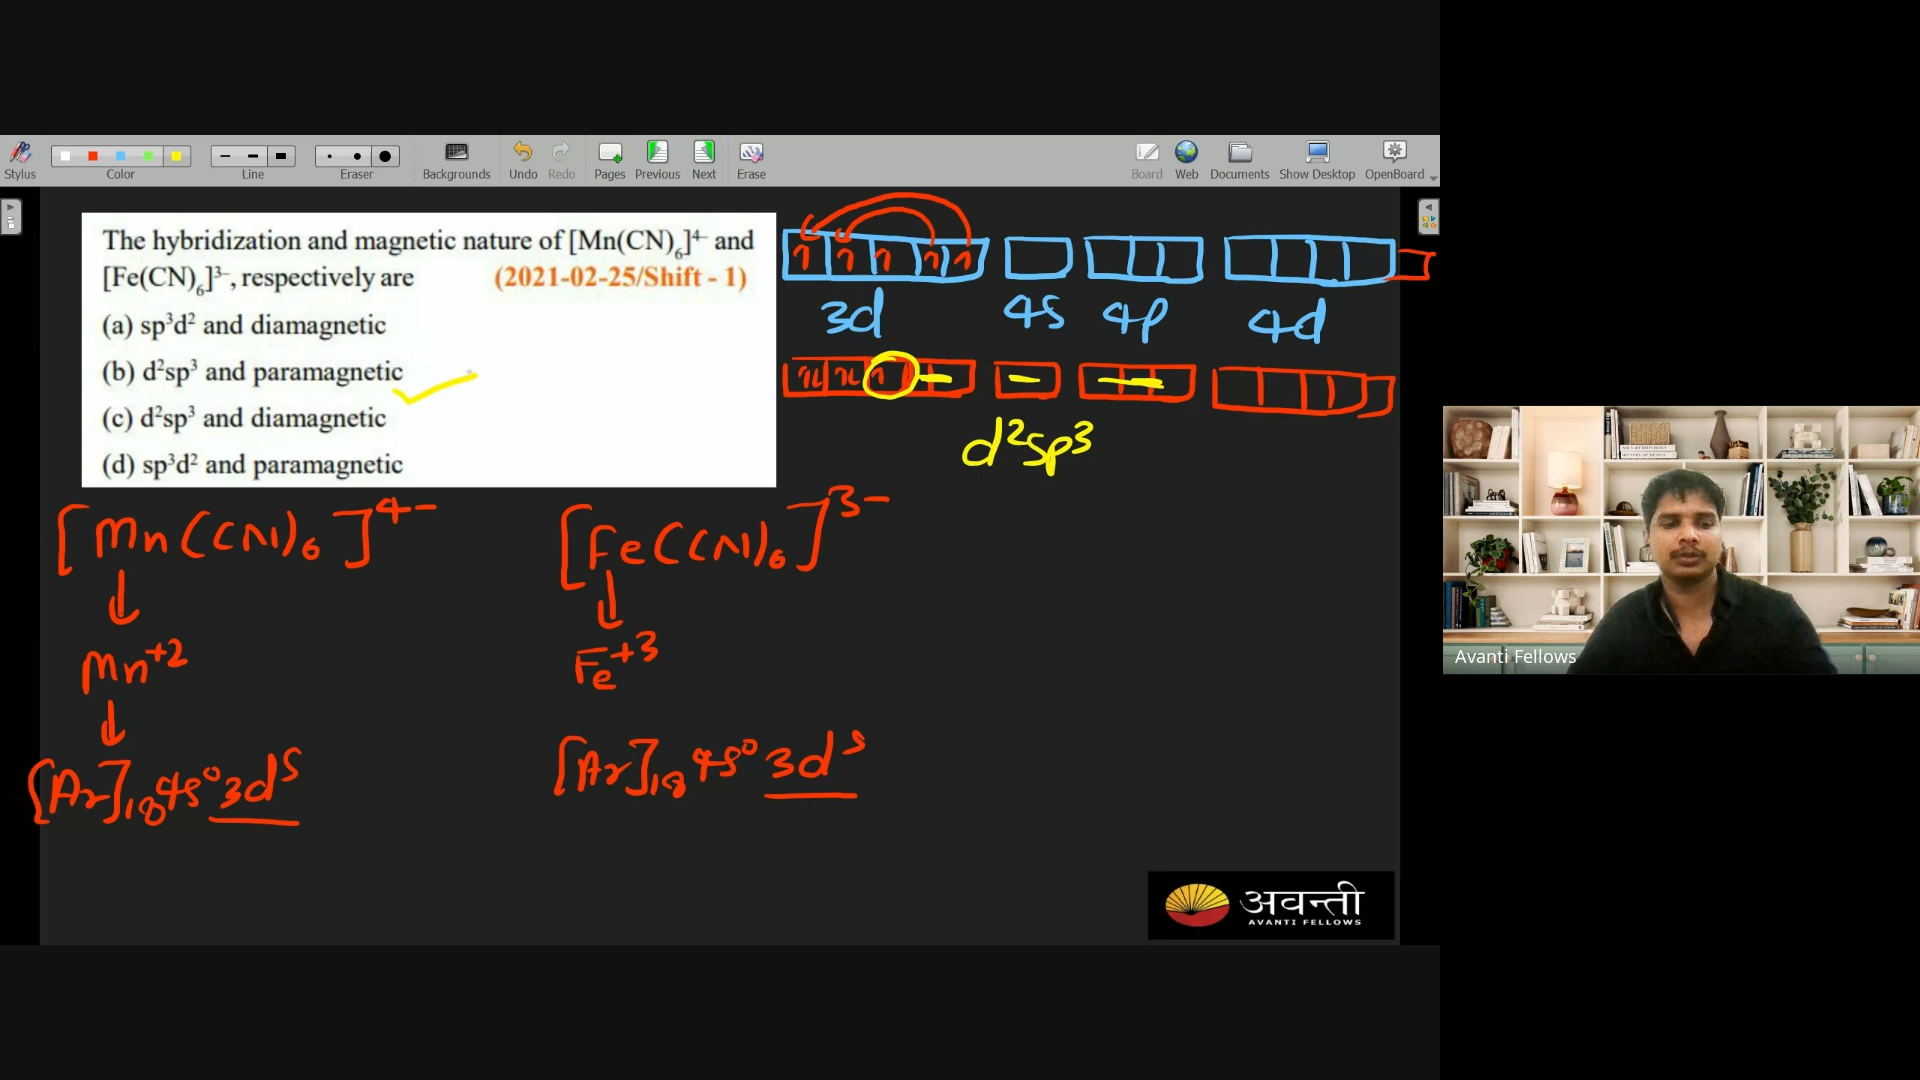 Stylus Color Line Eraser Backgrounds Undo Redo Pages Previous Next Erase Board Web Documents Show Desktop OpenBoard
The hybridization and magnetic nature of [Mn(CN)₆]⁴⁻ and
[Fe(CN)₆]³⁻, respectively are (2021-02-25/Shift - 1)
(a) sp³d² and diamagnetic
(b) d²sp³ and paramagnetic
(c) d²sp³ and diamagnetic
(d) sp³d² and paramagnetic
3d 4s 4p 4d
d²sp³
[Mn(CN)₆]⁴⁻ [Fe(CN)₆]³⁻
Mn⁺² Fe⁺³
[Ar]₁₈ 4s⁰ 3d⁵ [Ar]₁₈ 4s⁰ 3d⁵
Avanti Fellows
अवन्ती
AVANTI FELLOWS